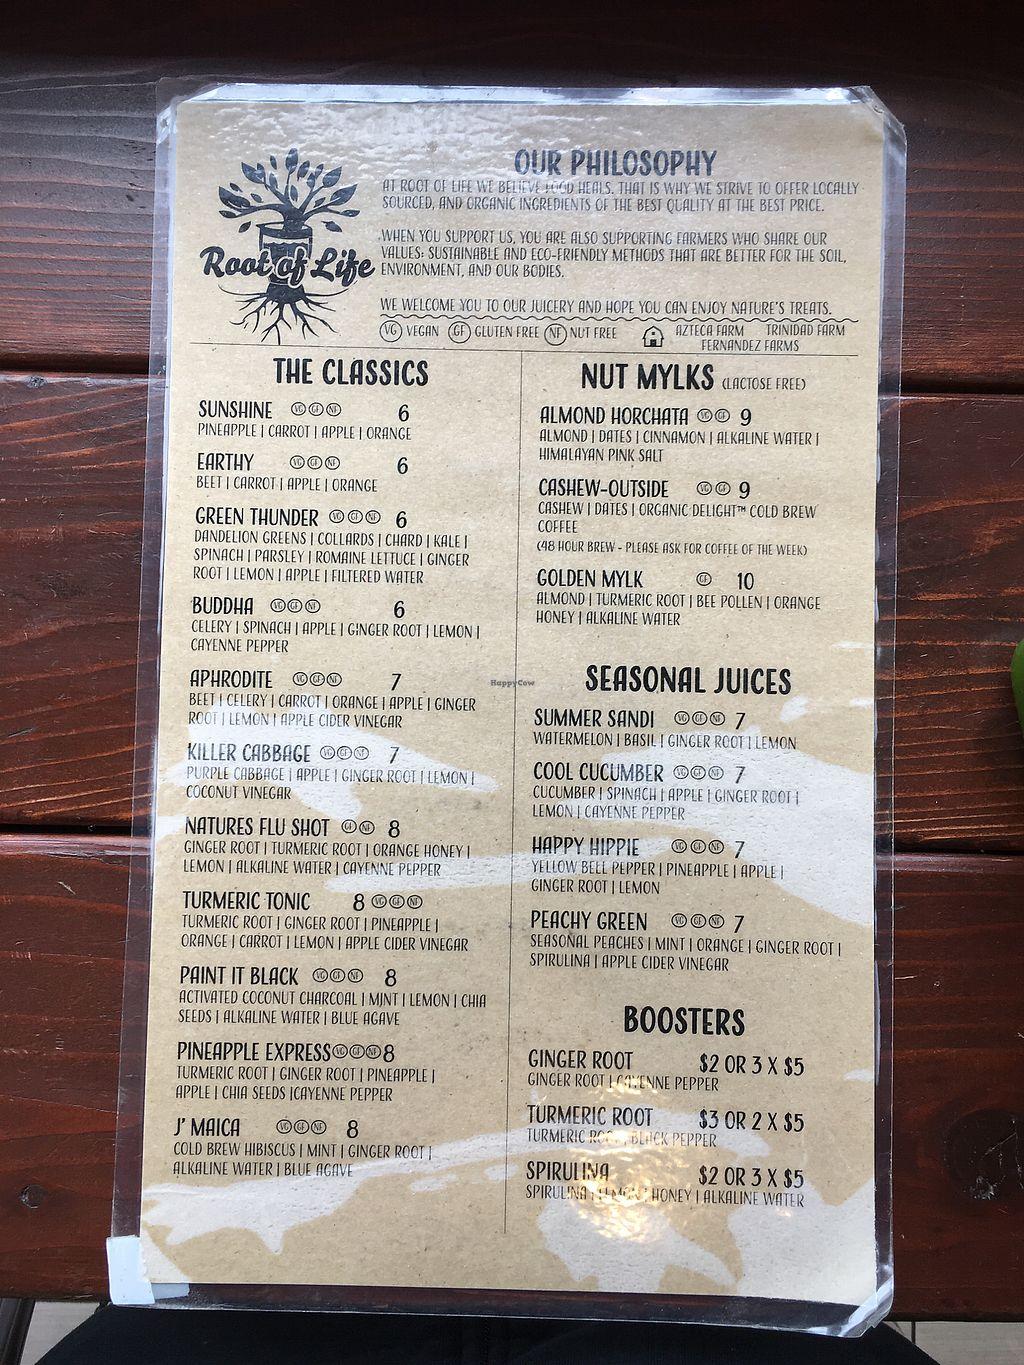 Root of Life
OUR PHILOSOPHY
AT ROOT OF LIFE WE BELIEVE FOOD HEALS. THAT IS WHY WE STRIVE TO OFFER LOCALLY
SOURCED, AND ORGANIC INGREDIENTS OF THE BEST QUALITY AT THE BEST PRICE.
WHEN YOU SUPPORT US, YOU ARE ALSO SUPPORTING FARMERS WHO SHARE OUR
VALUES: SUSTAINABLE AND ECO-FRIENDLY METHODS THAT ARE BETTER FOR THE SOIL,
ENVIRONMENT, AND OUR BODIES.
WE WELCOME YOU TO OUR JUICERY AND HOPE YOU CAN ENJOY NATURE'S TREATS.
VG VEGAN GF GLUTEN FREE NF NUT FREE AZTECA FARM TRINIDAD FARM
FERNANDEZ FARMS
THE CLASSICS
SUNSHINE VG GF NF 6
PINEAPPLE | CARROT | APPLE | ORANGE
EARTHY VG GF NF 6
BEET | CARROT | APPLE | ORANGE
GREEN THUNDER VG GF NF 6
DANDELION GREENS | COLLARDS | CHARD | KALE |
SPINACH | PARSLEY | ROMAINE LETTUCE | GINGER
ROOT | LEMON | APPLE | FILTERED WATER
BUDDHA VG GF NF 6
CELERY | SPINACH | APPLE | GINGER ROOT | LEMON |
CAYENNE PEPPER
APHRODITE VG GF NF 7
BEET | CELERY | CARROT | ORANGE | APPLE | GINGER
ROOT | LEMON | APPLE CIDER VINEGAR
KILLER CABBAGE VG GF NF 7
PURPLE CABBAGE | APPLE | GINGER ROOT | LEMON |
COCONUT VINEGAR
NATURES FLU SHOT GF NF 8
GINGER ROOT | TURMERIC ROOT | ORANGE HONEY |
LEMON | ALKALINE WATER | CAYENNE PEPPER
TURMERIC TONIC 8 VG GF NF
TURMERIC ROOT | GINGER ROOT | PINEAPPLE |
ORANGE | CARROT | LEMON | APPLE CIDER VINEGAR
PAINT IT BLACK VG GF NF 8
ACTIVATED COCONUT CHARCOAL | MINT | LEMON | CHIA
SEEDS | ALKALINE WATER | BLUE AGAVE
PINEAPPLE EXPRESS VG GF NF 8
TURMERIC ROOT | GINGER ROOT | PINEAPPLE |
APPLE | CHIA SEEDS |CAYENNE PEPPER
J' MAICA VG GF NF 8
COLD BREW HIBISCUS | MINT | GINGER ROOT |
ALKALINE WATER | BLUE AGAVE
NUT MYLKS (LACTOSE FREE)
ALMOND HORCHATA VG GF 9
ALMOND | DATES | CINNAMON | ALKALINE WATER |
HIMALAYAN PINK SALT
CASHEW-OUTSIDE VG GF 9
CASHEW | DATES | ORGANIC DELIGHT™ COLD BREW
COFFEE
(48 HOUR BREW - PLEASE ASK FOR COFFEE OF THE WEEK)
GOLDEN MYLK GF 10
ALMOND | TURMERIC ROOT | BEE POLLEN | ORANGE
HONEY | ALKALINE WATER
HappyCow
SEASONAL JUICES
SUMMER SANDI VG GF NF 7
WATERMELON | BASIL | GINGER ROOT | LEMON
COOL CUCUMBER VG GF NF 7
CUCUMBER | SPINACH | APPLE | GINGER ROOT |
LEMON | CAYENNE PEPPER
HAPPY HIPPIE VG GF NF 7
YELLOW BELL PEPPER | PINEAPPLE | APPLE |
GINGER ROOT | LEMON
PEACHY GREEN VG GF NF 7
SEASONAL PEACHES | MINT | ORANGE | GINGER ROOT |
SPIRULINA | APPLE CIDER VINEGAR
BOOSTERS
GINGER ROOT $2 OR 3 X $5
GINGER ROOT | CAYENNE PEPPER
TURMERIC ROOT $3 OR 2 X $5
TURMERIC ROOT | BLACK PEPPER
SPIRULINA $2 OR 3 X $5
SPIRULINA | LEMON | HONEY | ALKALINE WATER